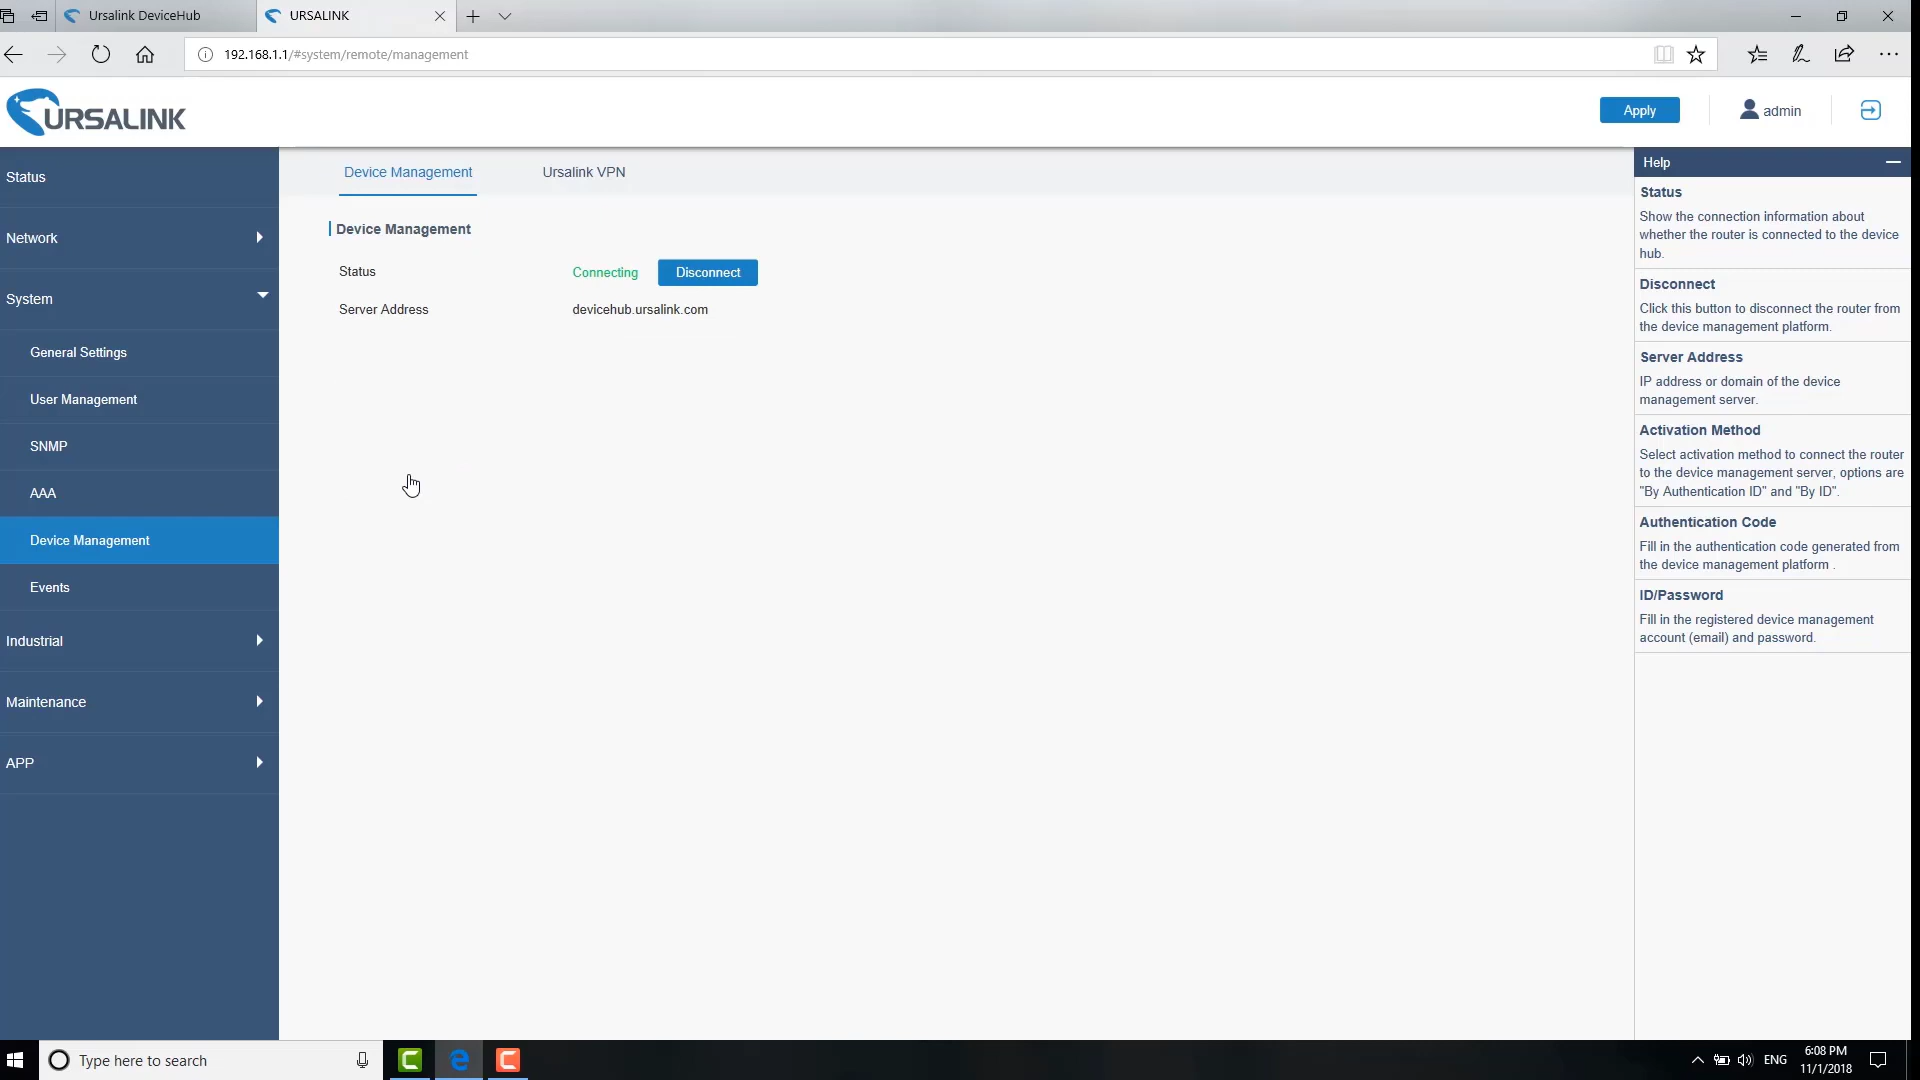 Ursalink DeviceHub
URSALINK
192.168.1.1/#system/remote/management
URSALINK
Apply
admin
Status
Network
System
General Settings
User Management
SNMP
AAA
Device Management
Events
Industrial
Maintenance
APP
Device Management
Ursalink VPN
Device Management
Status
Connecting
Disconnect
Server Address
devicehub.ursalink.com
Help
Status
Show the connection information about
whether the router is connected to the device
hub.
Disconnect
Click this button to disconnect the router from
the device management platform.
Server Address
IP address or domain of the device
management server.
Activation Method
Select activation method to connect the router
to the device management server, options are
"By Authentication ID" and "By ID".
Authentication Code
Fill in the authentication code generated from
the device management platform .
ID/Password
Fill in the registered device management
account (email) and password.
Type here to search
ENG
6:08 PM
11/1/2018